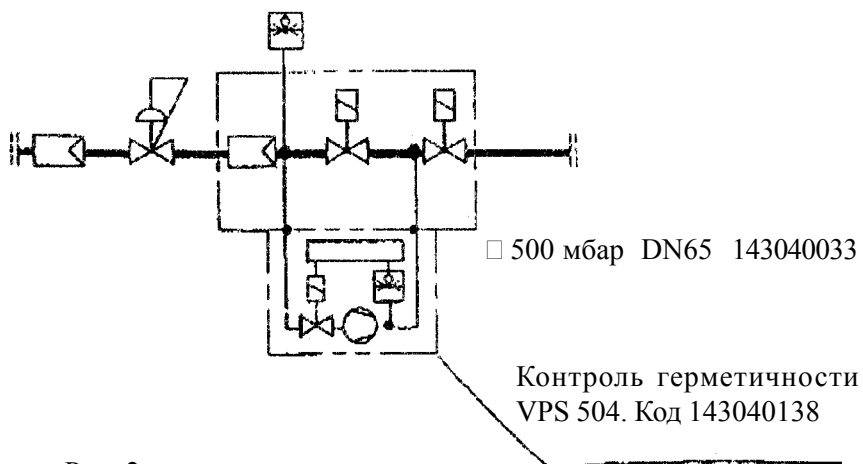 □ 500 мбар DN65 143040033
Контроль герметичности
VPS 504. Код 143040138